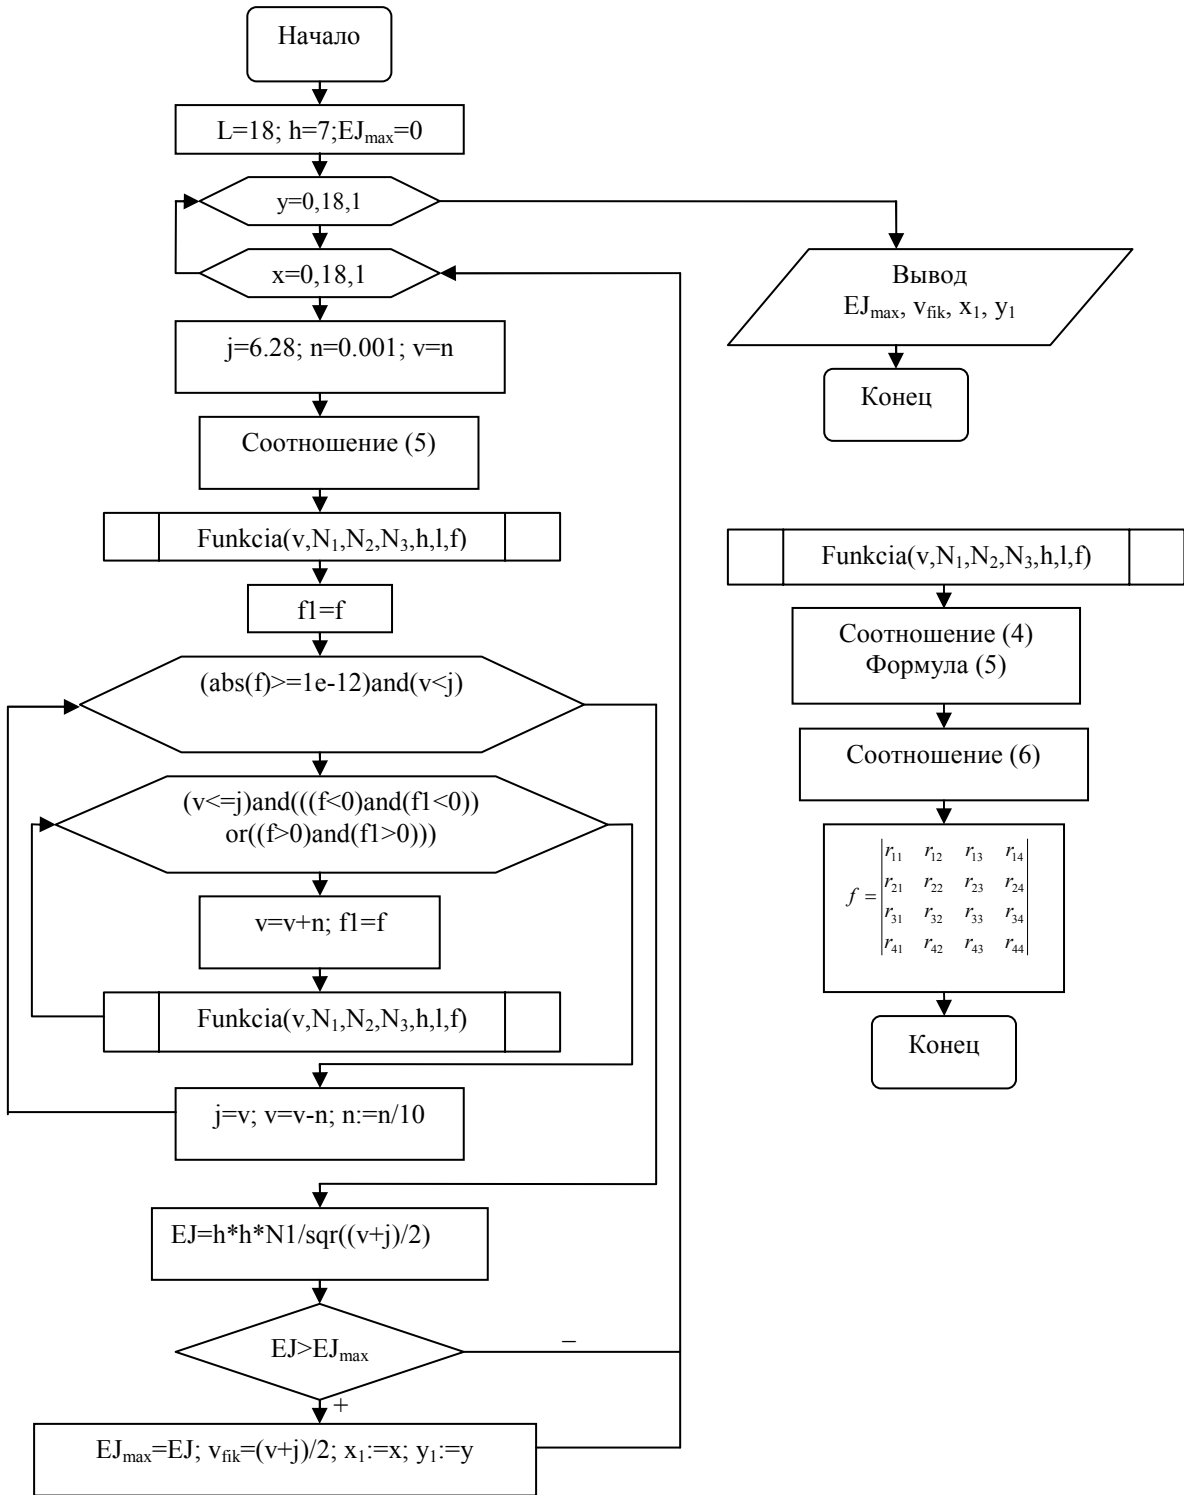 Начало
L=18; h=7;EJmax=0
y=0,18,1
x=0,18,1
j=6.28; n=0.001; v=n
Соотношение (5)
Funkcia(v,N1,N2,N3,h,l,f)
f1=f
(abs(f)>=1e-12)and(v<j)
(v<=j)and(((f<0)and(f1<0))
or((f>0)and(f1>0)))
v=v+n; f1=f
Funkcia(v,N1,N2,N3,h,l,f)
j=v; v=v-n; n:=n/10
EJ=h*h*N1/sqr((v+j)/2)
EJ>EJmax
–
+
EJmax=EJ; vfik=(v+j)/2; x1:=x; y1:=y
Вывод
EJmax, vfik, x1, y1
Конец
Funkcia(v,N1,N2,N3,h,l,f)
Соотношение (4)
Формула (5)
Соотношение (6)
r11 r12 r13 r14
r21 r22 r23 r24
f =
r31 r32 r33 r34
r41 r42 r43 r44
Конец